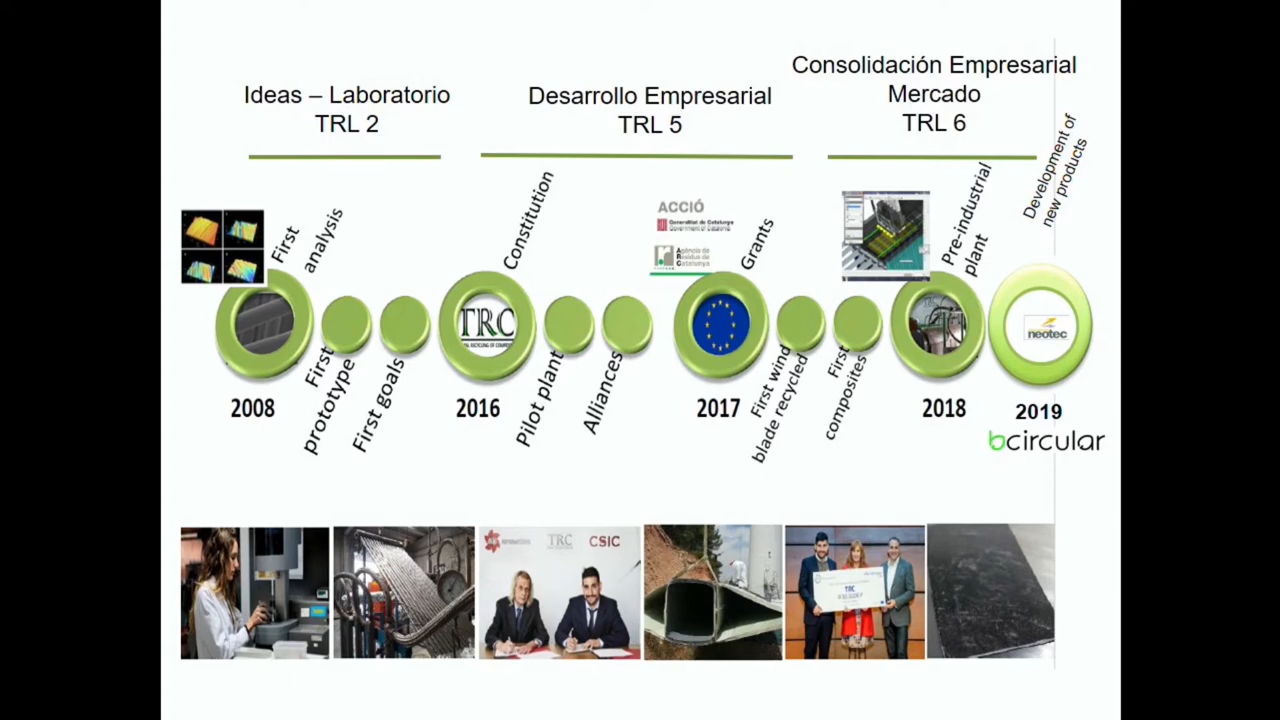 Ideas – Laboratorio
TRL 2
Desarrollo Empresarial
TRL 5
Consolidación Empresarial
Mercado
TRL 6
First
analysis
First
prototype
First goals
Constitution
TRC
Pilot plant
Alliances
ACCIÓ
Generalitat de Catalunya
Government of Catalonia
Agència de
Residus de
Catalunya
Grants
First wind
blade recycled
First
composites
Pre-industrial
plant
Development of
new products
neotec
2008
2016
2017
2018
2019
bcircular
TRC
CSIC
TRC